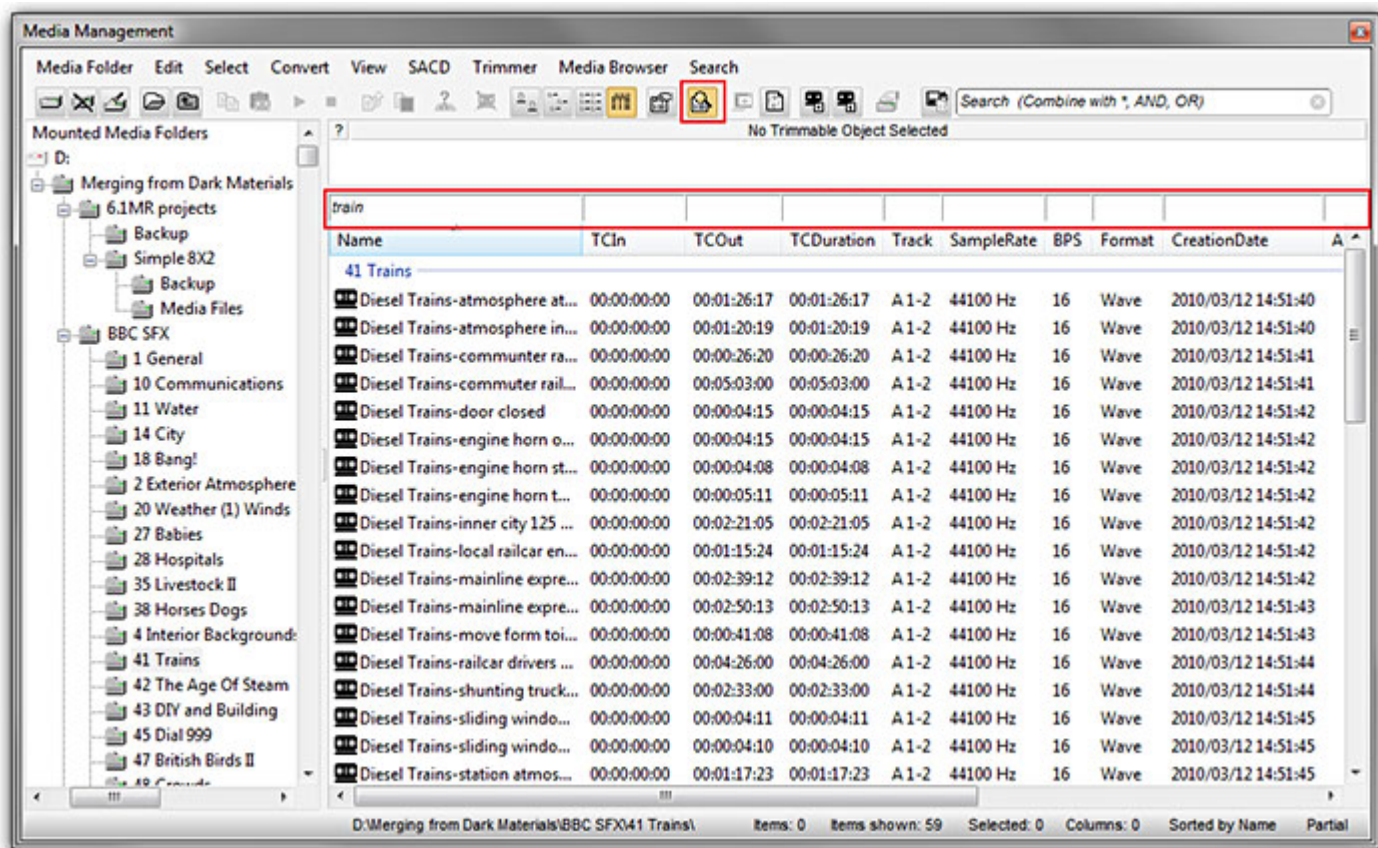 Media Management
Media Folder Edit Select Convert View SACD Trimmer Media Browser Search
Search (Combine with *, AND, OR)
Mounted Media Folders
D:
Merging from Dark Materials
6.1MR projects
Backup
Simple 8X2
Backup
Media Files
BBC SFX
1 General
10 Communications
11 Water
14 City
18 Bang!
2 Exterior Atmosphere
20 Weather (1) Winds
27 Babies
28 Hospitals
35 Livestock II
38 Horses Dogs
4 Interior Backgrounds
41 Trains
42 The Age Of Steam
43 DIY and Building
45 Dial 999
47 British Birds II
48 Crowds
? No Trimmable Object Selected
train
Name TCIn TCOut TCDuration Track SampleRate BPS Format CreationDate A
41 Trains
Diesel Trains-atmosphere at... 00:00:00:00 00:01:26:17 00:01:26:17 A 1-2 44100 Hz 16 Wave 2010/03/12 14:51:40
Diesel Trains-atmosphere in... 00:00:00:00 00:01:20:19 00:01:20:19 A 1-2 44100 Hz 16 Wave 2010/03/12 14:51:40
Diesel Trains-communter ra... 00:00:00:00 00:00:26:20 00:00:26:20 A 1-2 44100 Hz 16 Wave 2010/03/12 14:51:41
Diesel Trains-commuter rail... 00:00:00:00 00:05:03:00 00:05:03:00 A 1-2 44100 Hz 16 Wave 2010/03/12 14:51:41
Diesel Trains-door closed 00:00:00:00 00:00:04:15 00:00:04:15 A 1-2 44100 Hz 16 Wave 2010/03/12 14:51:42
Diesel Trains-engine horn o... 00:00:00:00 00:00:04:15 00:00:04:15 A 1-2 44100 Hz 16 Wave 2010/03/12 14:51:42
Diesel Trains-engine horn st... 00:00:00:00 00:00:04:08 00:00:04:08 A 1-2 44100 Hz 16 Wave 2010/03/12 14:51:42
Diesel Trains-engine horn t... 00:00:00:00 00:00:05:11 00:00:05:11 A 1-2 44100 Hz 16 Wave 2010/03/12 14:51:42
Diesel Trains-inner city 125 ... 00:00:00:00 00:02:21:05 00:02:21:05 A 1-2 44100 Hz 16 Wave 2010/03/12 14:51:42
Diesel Trains-local railcar en... 00:00:00:00 00:01:15:24 00:01:15:24 A 1-2 44100 Hz 16 Wave 2010/03/12 14:51:42
Diesel Trains-mainline expre... 00:00:00:00 00:02:39:12 00:02:39:12 A 1-2 44100 Hz 16 Wave 2010/03/12 14:51:42
Diesel Trains-mainline expre... 00:00:00:00 00:02:50:13 00:02:50:13 A 1-2 44100 Hz 16 Wave 2010/03/12 14:51:43
Diesel Trains-move form toi... 00:00:00:00 00:00:41:08 00:00:41:08 A 1-2 44100 Hz 16 Wave 2010/03/12 14:51:43
Diesel Trains-railcar drivers ... 00:00:00:00 00:04:26:00 00:04:26:00 A 1-2 44100 Hz 16 Wave 2010/03/12 14:51:44
Diesel Trains-shunting truck... 00:00:00:00 00:02:33:00 00:02:33:00 A 1-2 44100 Hz 16 Wave 2010/03/12 14:51:44
Diesel Trains-sliding windo... 00:00:00:00 00:00:04:11 00:00:04:11 A 1-2 44100 Hz 16 Wave 2010/03/12 14:51:45
Diesel Trains-sliding windo... 00:00:00:00 00:00:04:10 00:00:04:10 A 1-2 44100 Hz 16 Wave 2010/03/12 14:51:45
Diesel Trains-station atmos... 00:00:00:00 00:01:17:23 00:01:17:23 A 1-2 44100 Hz 16 Wave 2010/03/12 14:51:45
D:\Merging from Dark Materials\BBC SFX\41 Trains\ Items: 0 Items shown: 59 Selected: 0 Columns: 0 Sorted by Name Partial